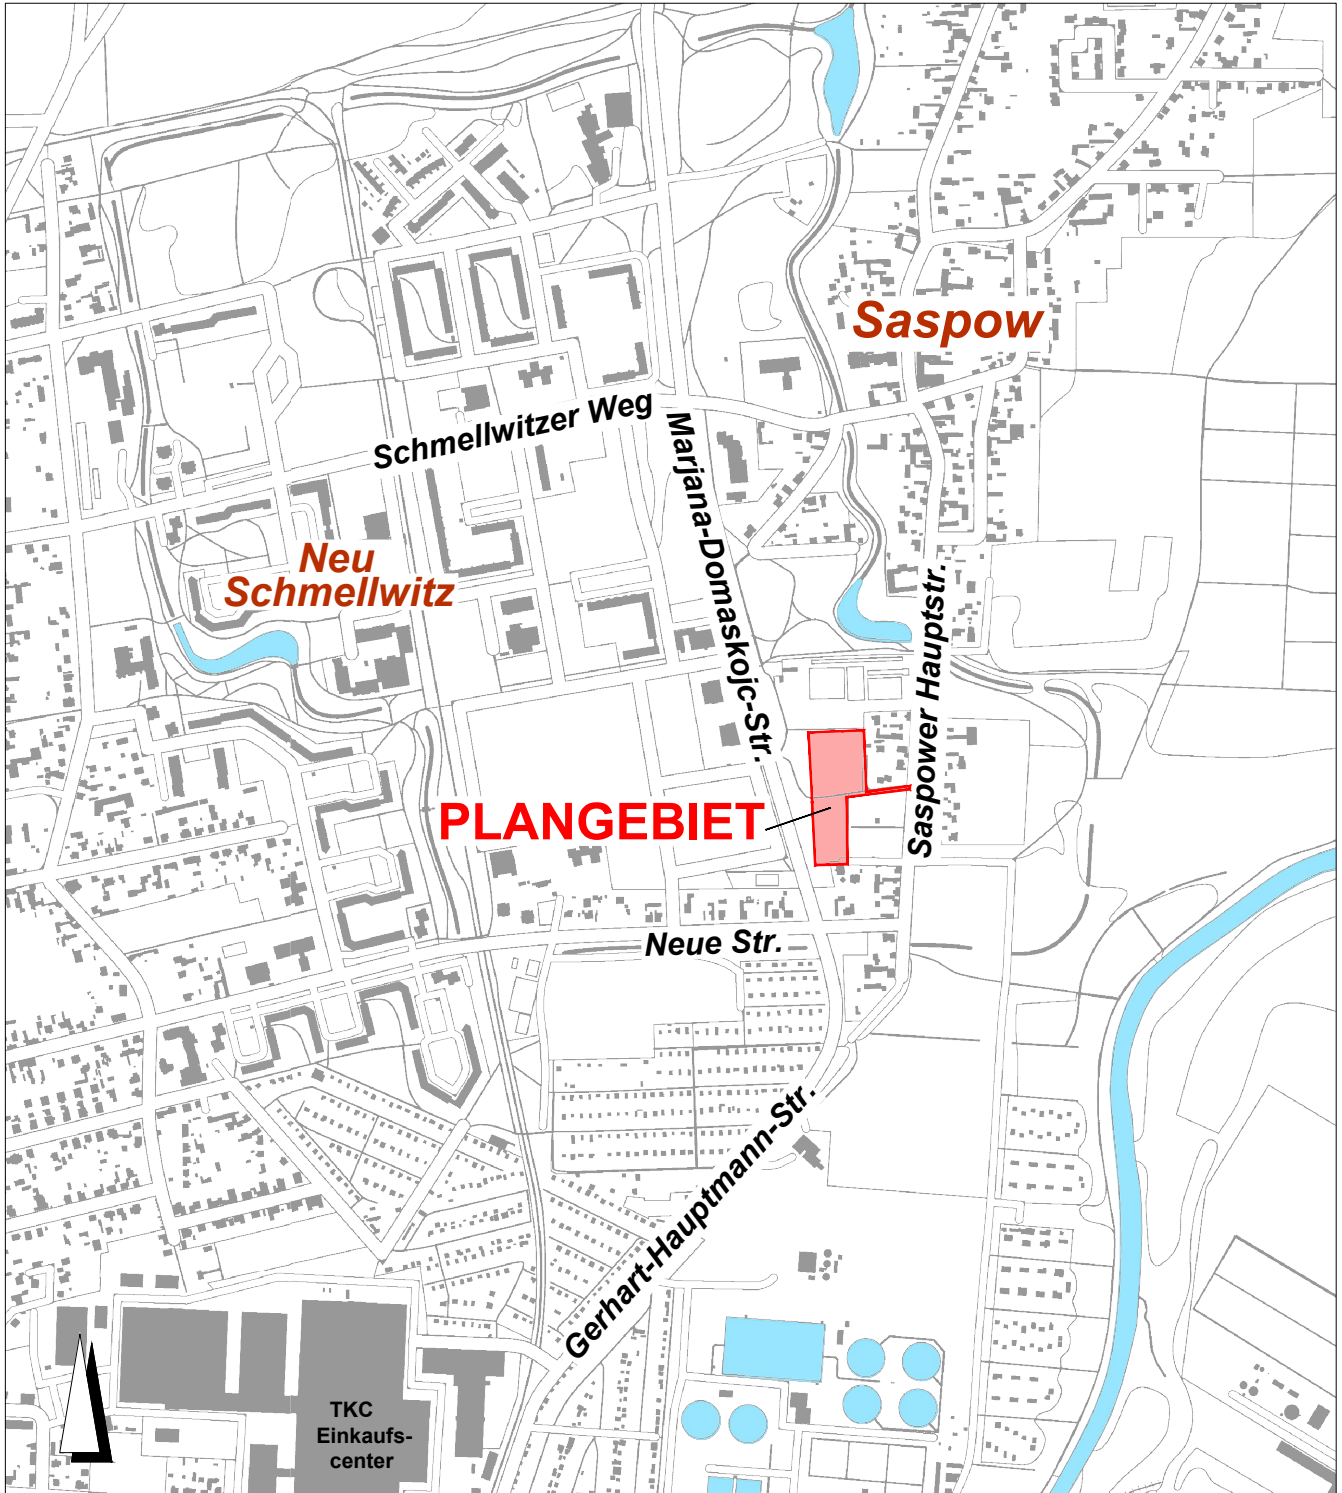 Saspow
Schmellwitzer Weg
Marjana-Domaskojc-Str.
Neu
Schmellwitz
Saspower Hauptstr.
PLANGEBIET
Neue Str.
Gerhart-Hauptmann-Str.
TKC
Einkaufs-
center